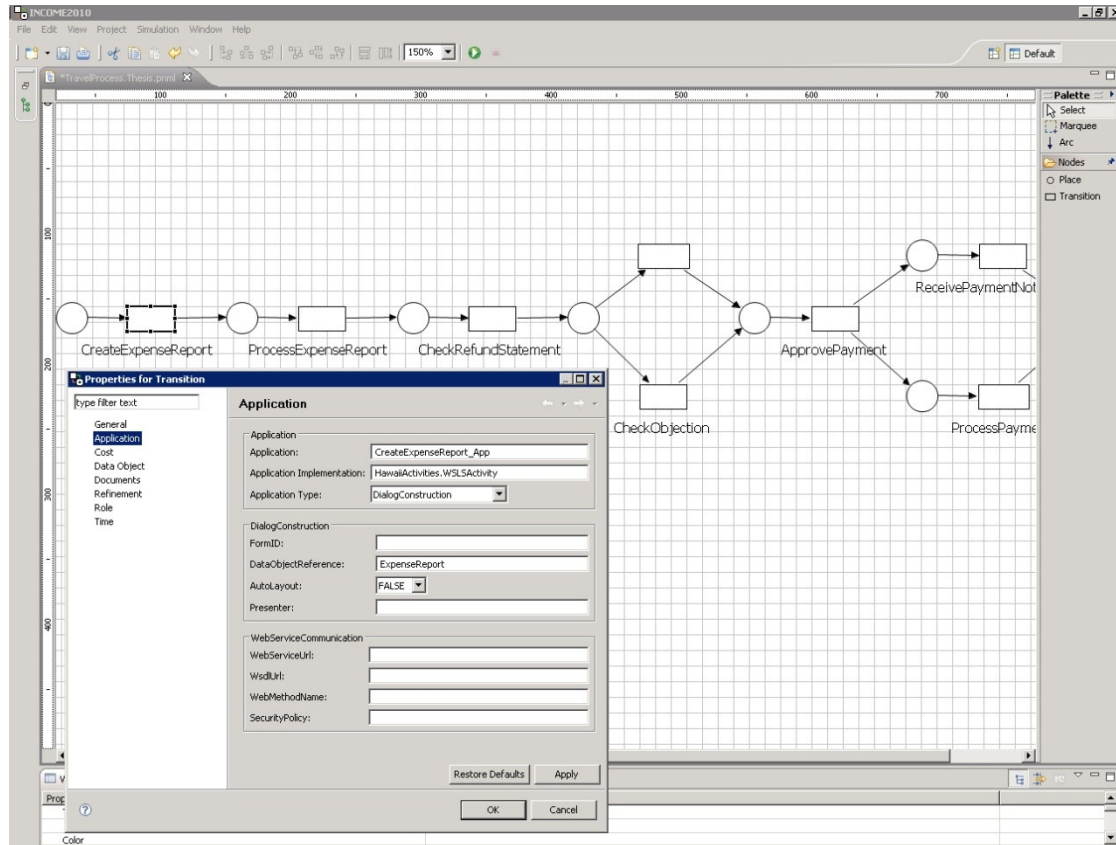 INCOME2010
File Edit View Project Simulation Window Help
150%
Default
*TravelProcess.Thesis.pnml
100 200 300 400 500 600 700
Palette
Select
Marquee
Arc
Nodes
Place
Transition
100
200
300
400
ReceivePaymentNot
CreateExpenseReport ProcessExpenseReport CheckRefundStatement ApprovePayment
CheckObjection ProcessPayme
Properties for Transition
type filter text
General
Application
Cost
Data Object
Documents
Refinement
Role
Time
Application
Application
Application: CreateExpenseReport_App
Application Implementation: HawaiiActivities.WSLSActivity
Application Type: DialogConstruction
DialogConstruction
FormID:
DataObjectReference: ExpenseReport
AutoLayout: FALSE
Presenter:
WebServiceCommunication
WebServiceUrl:
WsdlUrl:
WebMethodName:
SecurityPolicy:
Restore Defaults Apply
OK Cancel
Prop
Color